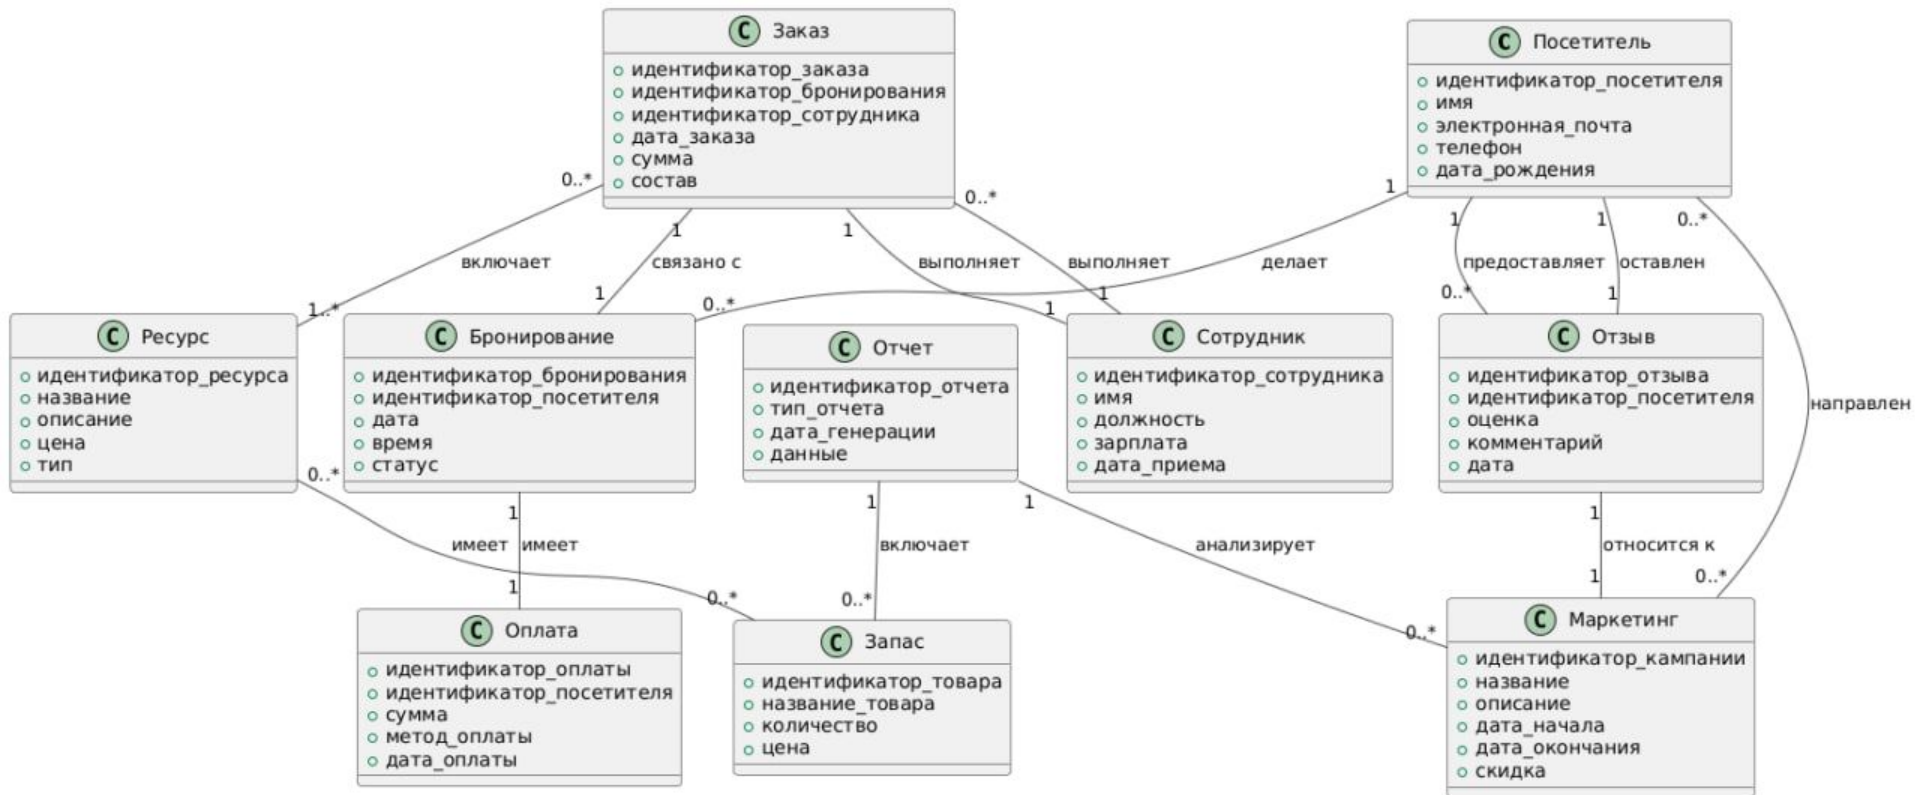 C Заказ
идентификатор_заказа
идентификатор_бронирования
идентификатор_сотрудника
дата_заказа
сумма
состав
C Посетитель
идентификатор_посетителя
имя
электронная_почта
телефон
дата_рождения
0..*
1
1
0..*
1
1
1
0..*
включает
связано с
выполняет
выполняет
делает
предоставляет
оставлен
1..*
1
0..*
1
1
0..*
1
C Ресурс
идентификатор_ресурса
название
описание
цена
тип
C Бронирование
идентификатор_бронирования
идентификатор_посетителя
дата
время
статус
C Отчет
идентификатор_отчета
тип_отчета
дата_генерации
данные
C Сотрудник
идентификатор_сотрудника
имя
должность
зарплата
дата_приема
C Отзыв
идентификатор_отзыва
идентификатор_посетителя
оценка
комментарий
дата
направлен
0..*
1
1
1
1
имеет
имеет
включает
анализирует
относится к
1
0..*
0..*
0..*
1
0..*
C Оплата
идентификатор_оплаты
идентификатор_посетителя
сумма
метод_оплаты
дата_оплаты
C Запас
идентификатор_товара
название_товара
количество
цена
C Маркетинг
идентификатор_кампании
название
описание
дата_начала
дата_окончания
скидка